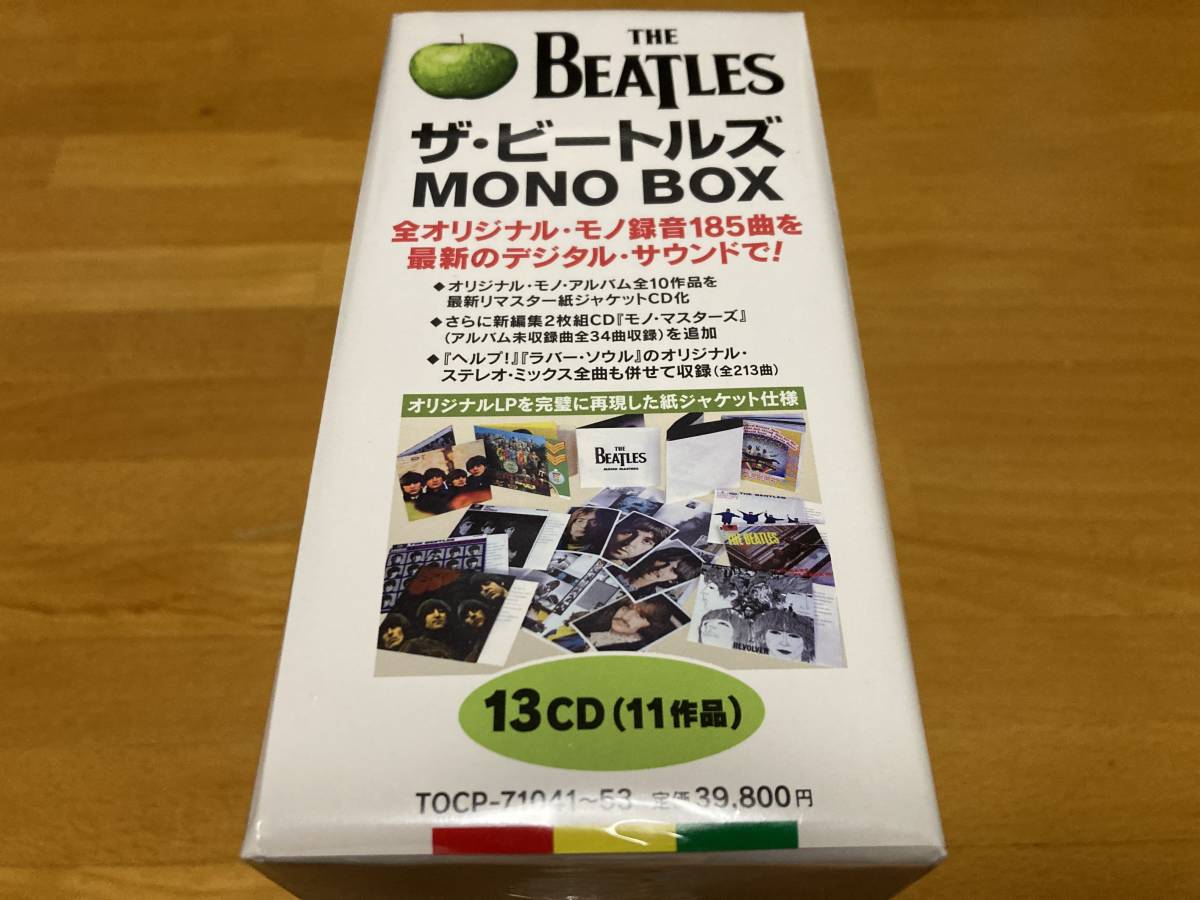 THE
BEATLES
ザ・ビートルズ
MONO BOX
全オリジナル・モノ録音185曲を
最新のデジタル・サウンドで!
◆オリジナル・モノ・アルバム全10作品を
最新リマスター紙ジャケットCD化
◆さらに新編集2枚組CD『モノ・マスターズ』
(アルバム未収録曲全34曲収録)を追加
◆『ヘルプ!』『ラバー・ソウル』のオリジナル・
ステレオ・ミックス全曲も併せて収録(全213曲)
オリジナルLPを完璧に再現した紙ジャケット仕様
THE
BEATLES
MONO MASTERS
THE BEATLES
THE BEATLES
REVOLVER
13CD(11作品)
TOCP-71041~53 定価39,800円